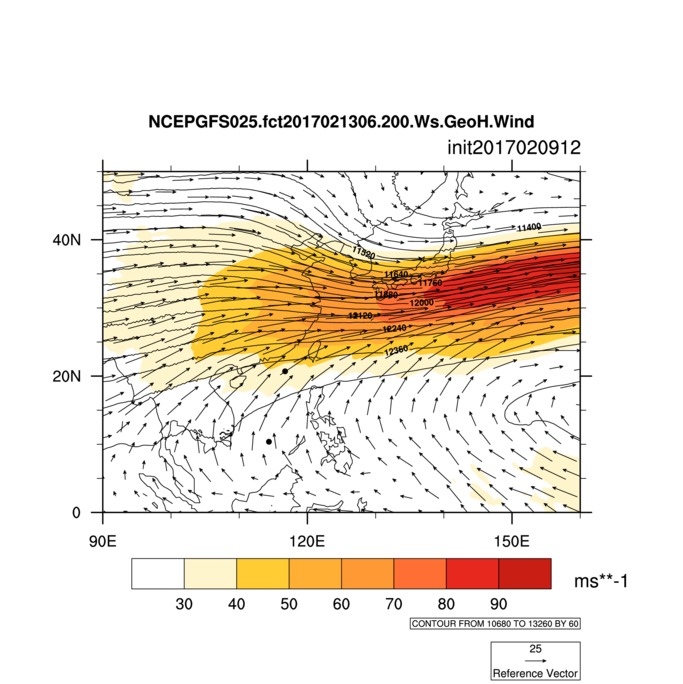 NCEPGFS025.fct2017021306.200.Ws.GeoH.Wind
init2017020912
40N
20N
0
90E
120E
150E
11400
11520
11640
11760
11880
12000
12120
12240
12360
30
40
50
60
70
80
90
ms**-1
CONTOUR FROM 10680 TO 13260 BY 60
25
Reference Vector